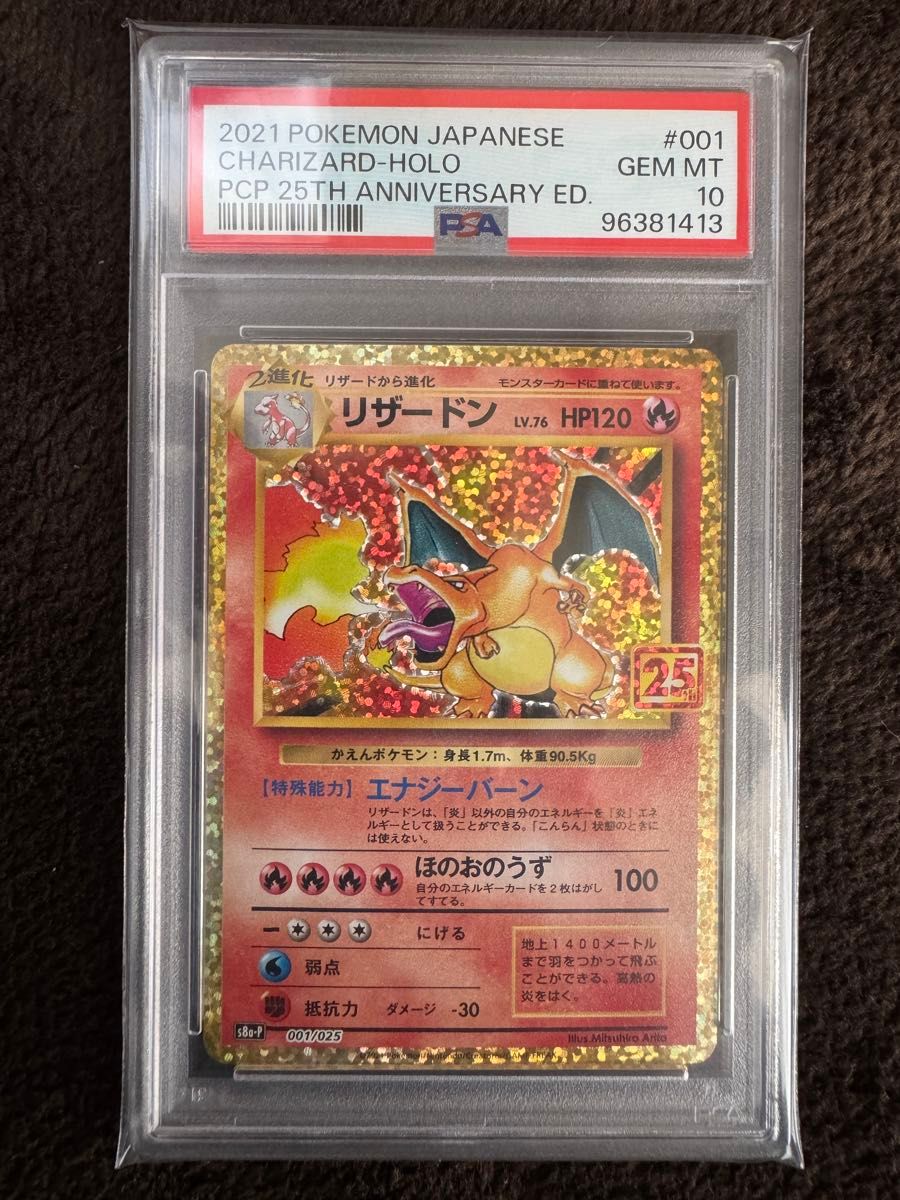 2021 POKEMON JAPANESE #001
CHARIZARD-HOLO GEM MT
PCP 25TH ANNIVERSARY ED. 10
PSA 96381413
2進化 リザードから進化 モンスターカードに重ねて使います。
リザードン LV.76 HP120
25
かえんポケモン：身長1.7m、体重90.5Kg
【特殊能力】エナジーバーン
リザードンは、「炎」以外の自分のエネルギーを「炎」エネ
ルギーとして扱うことができる。「こんらん」状態のときに
は使えない。
ほのおのうず 100
自分のエネルギーカードを2枚はがし
てすてる。
にげる
弱点
抵抗力 ダメージ -30
地上1400メートル
まで羽をつかって飛ぶ
ことができる。高熱の
炎をはく。
s8a-P 001/025 Illus.Mitsuhiro Arita